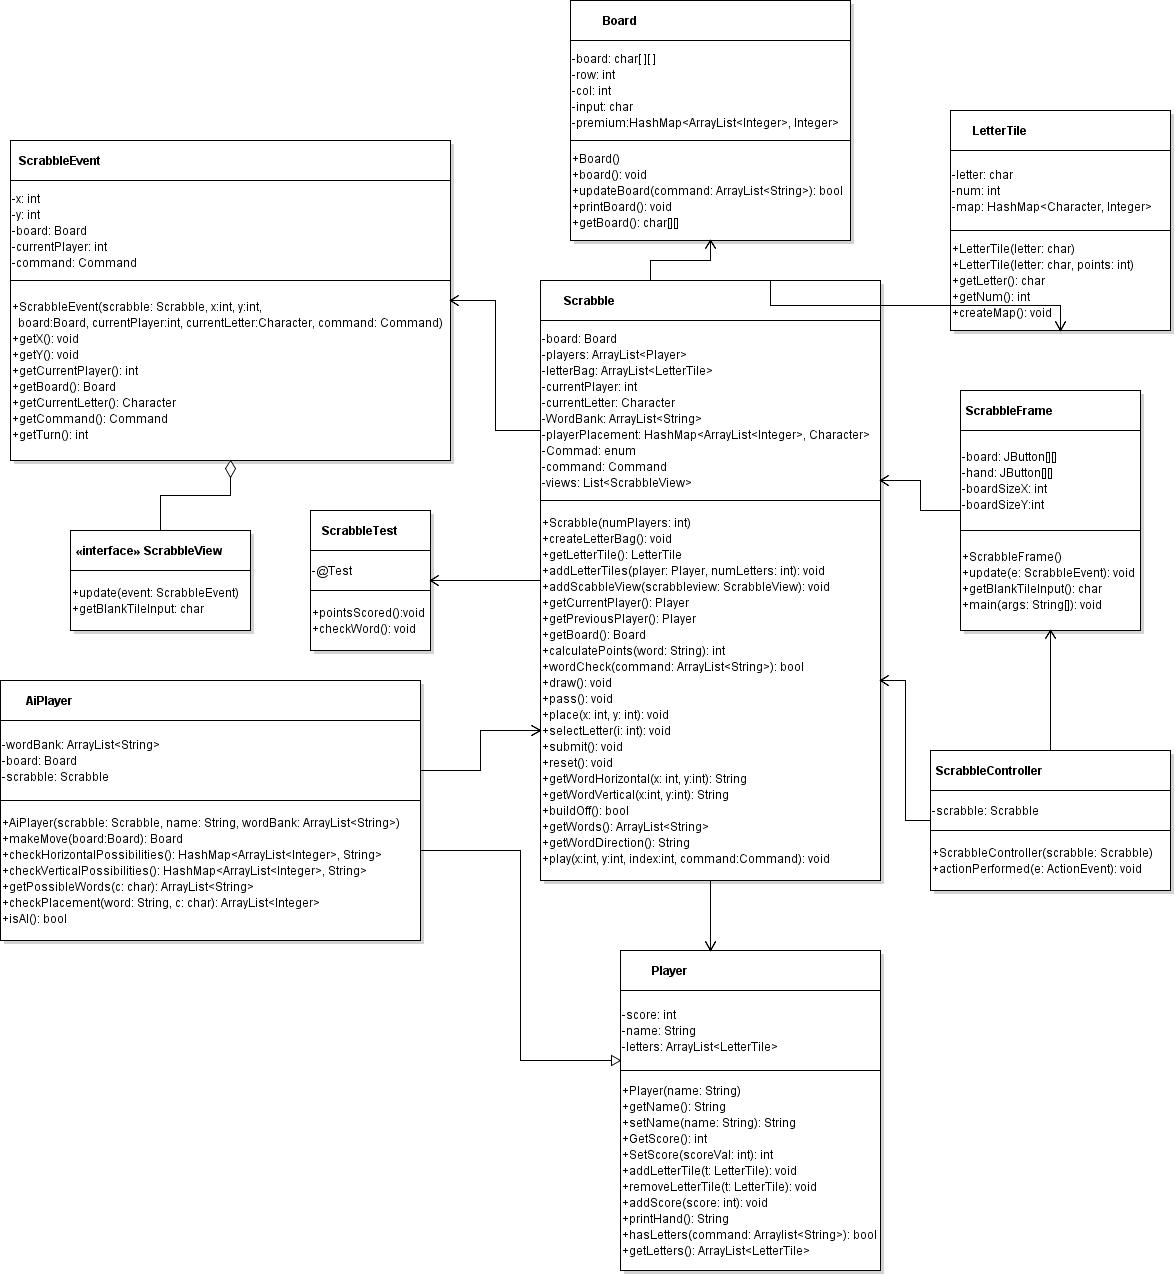 Board
-board: char[ ][ ]
-row: int
-col: int
-input: char
-premium:HashMap<ArrayList<Integer>, Integer>
+Board()
+board(): void
+updateBoard(command: ArrayList<String>): bool
+printBoard(): void
+getBoard(): char[][]
LetterTile
-letter: char
-num: int
-map: HashMap<Character, Integer>
+LetterTile(letter: char)
+LetterTile(letter: char, points: int)
+getLetter(): char
+getNum(): int
+createMap(): void
ScrabbleEvent
-x: int
-y: int
-board: Board
-currentPlayer: int
-command: Command
+ScrabbleEvent(scrabble: Scrabble, x:int, y:int,
board:Board, currentPlayer:int, currentLetter:Character, command: Command)
+getX(): void
+getY(): void
+getCurrentPlayer(): int
+getBoard(): Board
+getCurrentLetter(): Character
+getCommand(): Command
+getTurn(): int
Scrabble
-board: Board
-players: ArrayList<Player>
-letterBag: ArrayList<LetterTile>
-currentPlayer: int
-currentLetter: Character
-WordBank: ArrayList<String>
-playerPlacement: HashMap<ArrayList<Integer>, Character>
-Commad: enum
-command: Command
-views: List<ScrabbleView>
+Scrabble(numPlayers: int)
+createLetterBag(): void
+getLetterTile(): LetterTile
+addLetterTiles(player: Player, numLetters: int): void
+addScabbleView(scrabbleview: ScrabbleView): void
+getCurrentPlayer(): Player
+getPreviousPlayer(): Player
+getBoard(): Board
+calculatePoints(word: String): int
+wordCheck(command: ArrayList<String>): bool
+draw(): void
+pass(): void
+place(x: int, y: int): void
+selectLetter(i: int): void
+submit(): void
+reset(): void
+getWordHorizontal(x: int, y:int): String
+getWordVertical(x:int, y:int): String
+buildOff(): bool
+getWords(): ArrayList<String>
+getWordDirection(): String
+play(x:int, y:int, index:int, command:Command): void
ScrabbleFrame
-board: JButton[][]
-hand: JButton[][]
-boardSizeX: int
-boardSizeY:int
+ScrabbleFrame()
+update(e: ScrabbleEvent): void
+getBlankTileInput(): char
+main(args: String[]): void
«interface» ScrabbleView
+update(event: ScrabbleEvent)
+getBlankTileInput: char
ScrabbleTest
-@Test
+pointsScored():void
+checkWord(): void
AiPlayer
-wordBank: ArrayList<String>
-board: Board
-scrabble: Scrabble
+AiPlayer(scrabble: Scrabble, name: String, wordBank: ArrayList<String>)
+makeMove(board:Board): Board
+checkHorizontalPossibilities(): HashMap<ArrayList<Integer>, String>
+checkVerticalPossibilities(): HashMap<ArrayList<Integer>, String>
+getPossibleWords(c: char): ArrayList<String>
+checkPlacement(word: String, c: char): ArrayList<Integer>
+isAI(): bool
ScrabbleController
-scrabble: Scrabble
+ScrabbleController(scrabble: Scrabble)
+actionPerformed(e: ActionEvent): void
Player
-score: int
-name: String
-letters: ArrayList<LetterTile>
+Player(name: String)
+getName(): String
+setName(name: String): String
+GetScore(): int
+SetScore(scoreVal: int): int
+addLetterTile(t: LetterTile): void
+removeLetterTile(t: LetterTile): void
+addScore(score: int): void
+printHand(): String
+hasLetters(command: Arraylist<String>): bool
+getLetters(): ArrayList<LetterTile>